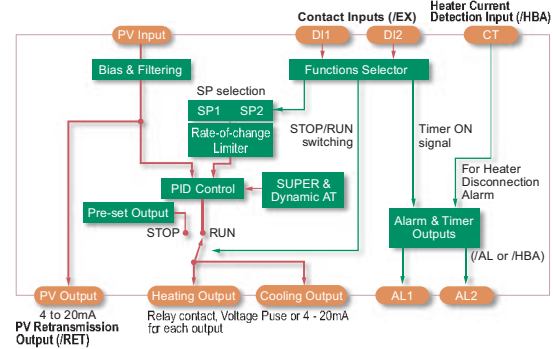 Contact Inputs (/EX)
Heater Current
Detection Input (/HBA)
PV Input
DI1
DI2
CT
Bias & Filtering
Functions Selector
SP selection
SP1 SP2
Rate-of-change
Limiter
STOP/RUN
switching
Timer ON
signal
For Heater
Disconnection
Alarm
PID Control
SUPER &
Dynamic AT
Pre-set Output
STOP
RUN
Alarm & Timer
Outputs
(/AL or /HBA)
PV Output
Heating Output
Cooling Output
AL1
AL2
4 to 20mA
PV Retransmission
Output (/RET)
Relay contact, Voltage Puse or 4 - 20mA
for each output